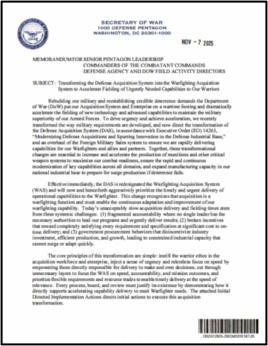 SECRETARY OF WAR
1000 DEFENSE PENTAGON
WASHINGTON, DC 20301-1000
NOV - 7 2025
MEMORANDUM FOR SENIOR PENTAGON LEADERSHIP
COMMANDERS OF THE COMBATANT COMMANDS
DEFENSE AGENCY AND DOW FIELD ACTIVITY DIRECTORS
SUBJECT: Transforming the Defense Acquisition System into the Warfighting Acquisition
System to Accelerate Fielding of Urgently Needed Capabilities to Our Warriors
Rebuilding our military and reestablishing credible deterrence demands the Department
of War (DoW) put our Acquisition System and Enterprise on a wartime footing and
accelerate the fielding of new technology and advanced capabilities to maintain the military
superiority of our Armed Forces. To drive urgency and achieve acceleration, we recently
transformed the way military requirements are developed, and now direct the transformation of
the Defense Acquisition System (DAS), in accordance with Executive Order (EO) 14265,
"Modernizing Defense Acquisitions and Spurring Innovation in the Defense Industrial Base,"
and an overhaul of the Foreign Military Sales system to ensure we are rapidly delivering
capabilities for our Warfighters and allies and partners. Together, these transformational
changes are essential to increase and accelerate the production of munitions and other critical
weapon systems to maximize our combat readiness, ensure the rapid and continuous
modernization of key capabilities across all domains, and expand manufacturing capacity in our
national industrial base to prepare for surge production if deterrence fails.
Effectively immediately, the DAS is redesignated the Warfighting Acquisition System
(WAS) and will now and henceforth aggressively prioritize the timely and urgent delivery of
operational capabilities to the Warfighter. This change recognizes that acquisition is a
warfighting function and must enable the continuous adaptation and improvement of our
warfighting capability. Today's unacceptably slow acquisition delivery and fielding times stem
from three systemic challenges: (1) fragmented accountability where no single leader has the
necessary authority to lead our programs and urgently deliver results; (2) broken incentives
that reward completely satisfying every requirement and specification at significant cost to on-
time delivery; and (3) government procurement behaviors that disincentivize industry
investment, efficient production, and growth, leading to constrained industrial capacity that
cannot surge or adapt quickly.
The core principles of this transformation are simple: instill the warrior ethos in the
acquisition workforce and enterprise, inject a sense of urgency and relentless focus on speed by
empowering those directly responsible for delivery to make and own decisions, cut through
unnecessary layers to focus the WAS on speed, accountability, and mission outcomes, and
prioritize flexible requirements and resource trades to enable timely delivery at the speed of
relevance. Every process, board, and review must justify its existence by demonstrating how it
directly supports accelerating capability delivery to meet Warfighter needs. The attached Initial
Directed Implementation Actions directs initial actions to execute this acquisition
transformation.